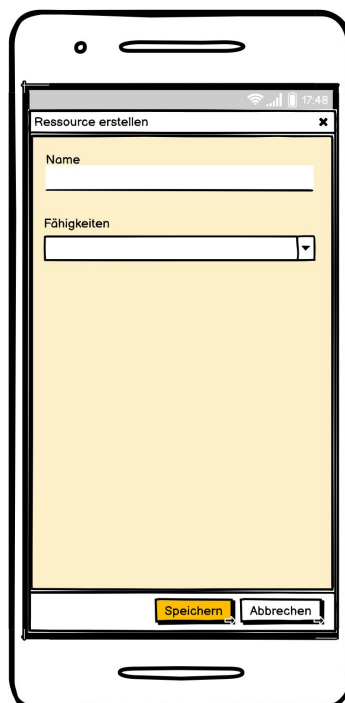 17:48
Ressource erstellen
Name
Fähigkeiten
Speichern
Abbrechen